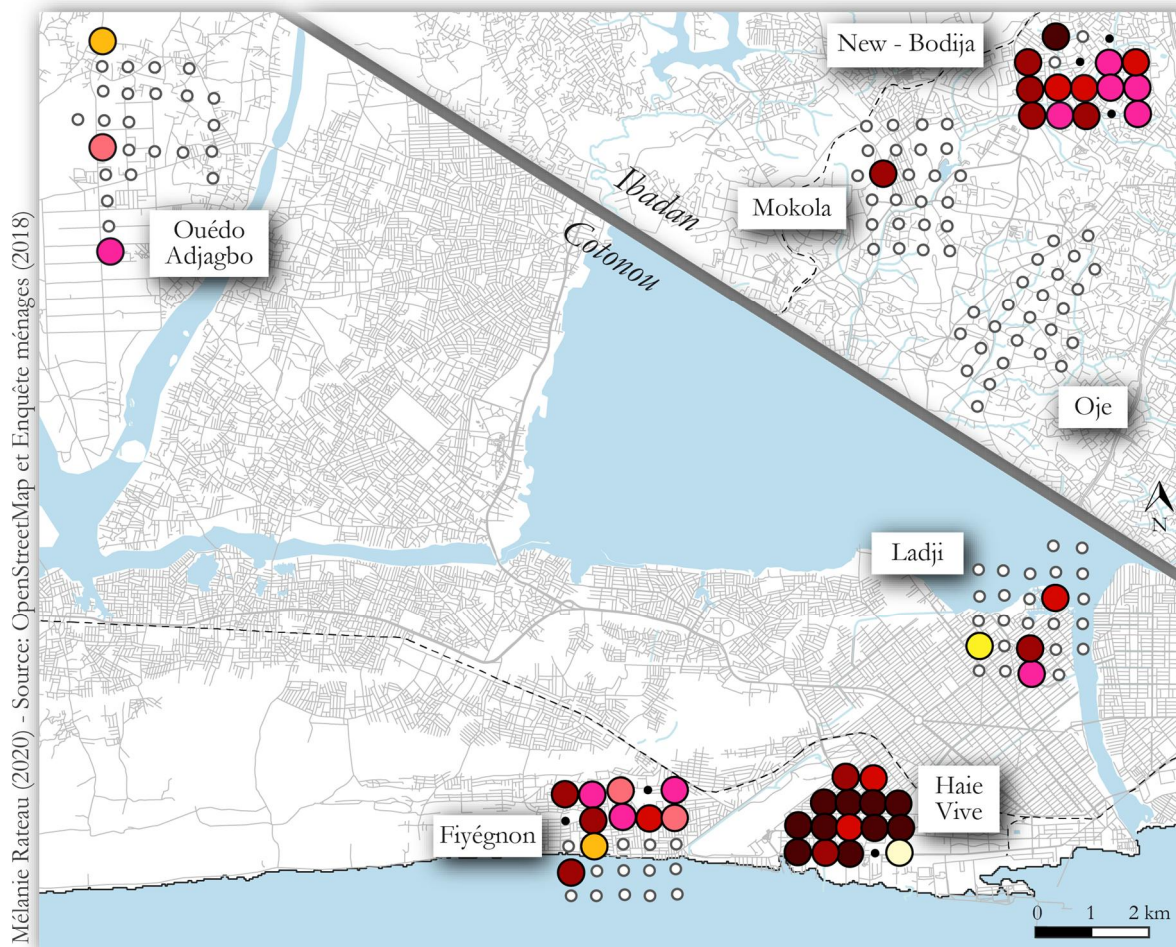 New - Bodija
Ibadan
Mokola
Cotonou
Ouédo
Adjagbo
Oje
N
Ladji
Haie
Vive
Fiyégnon
0 1 2 km
Mélanie Rateau (2020) - Source: OpenStreetMap et Enquête ménages (2018)